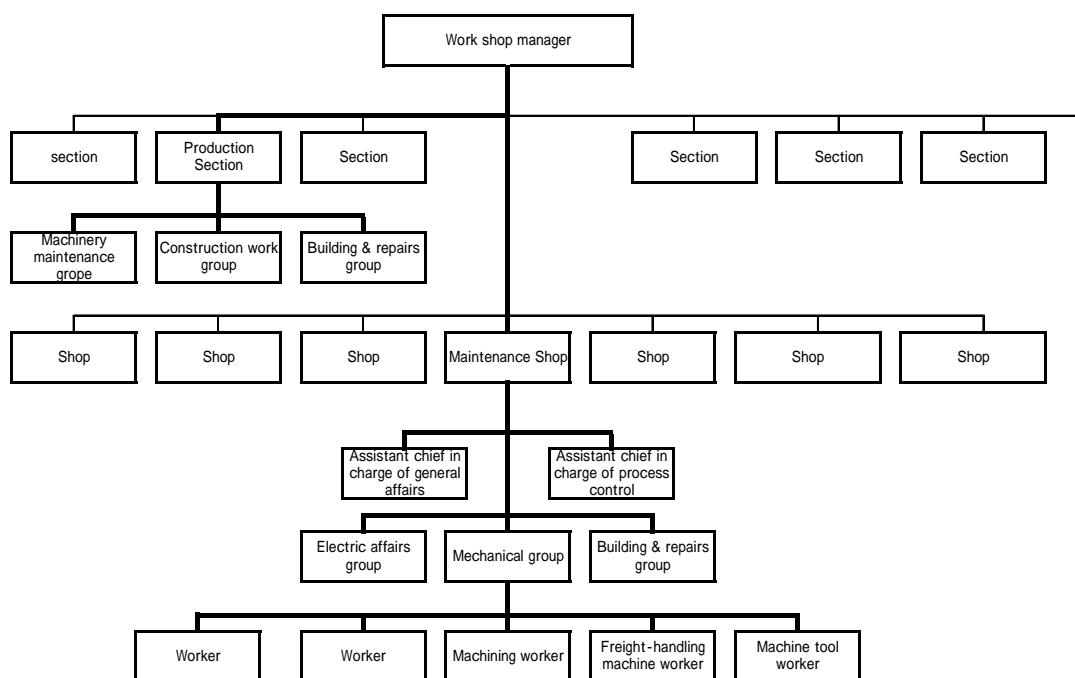 Work shop manager
section
Production
Section
Section
Section
Section
Section
Machinery
maintenance
grope
Construction work
group
Building & repairs
group
Shop
Shop
Shop
Maintenance Shop
Shop
Shop
Shop
Assistant chief in
charge of general
affairs
Assistant chief in
charge of process
control
Electric affairs
group
Mechanical group
Building & repairs
group
Worker
Worker
Machining worker
Freight-handling
machine worker
Machine tool
worker